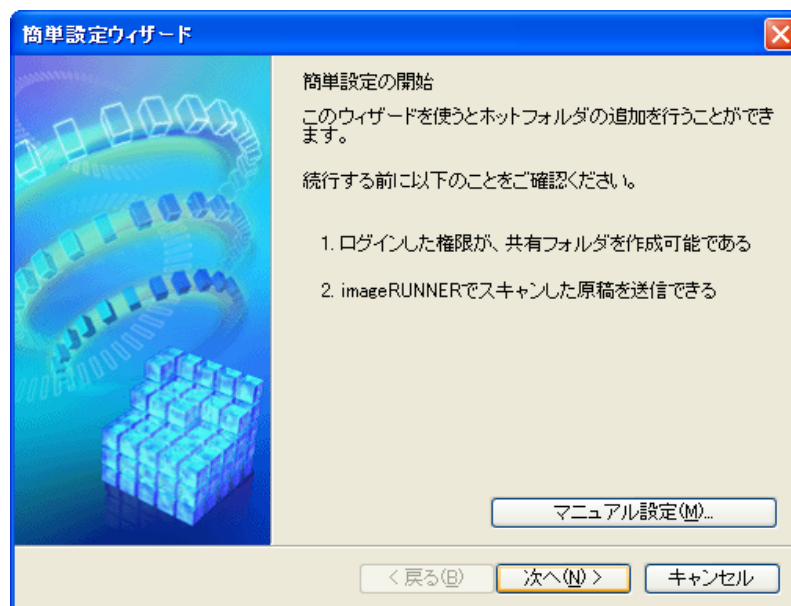 簡単設定ウィザード
簡単設定の開始
このウィザードを使うとホットフォルダの追加を行うことができ
ます。
続行する前に以下のことをご確認ください。
1. ログインした権限が、共有フォルダを作成可能である
2. imageRUNNERでスキャンした原稿を送信できる
マニュアル設定(M)...
< 戻る(B)
次へ(N) >
キャンセル